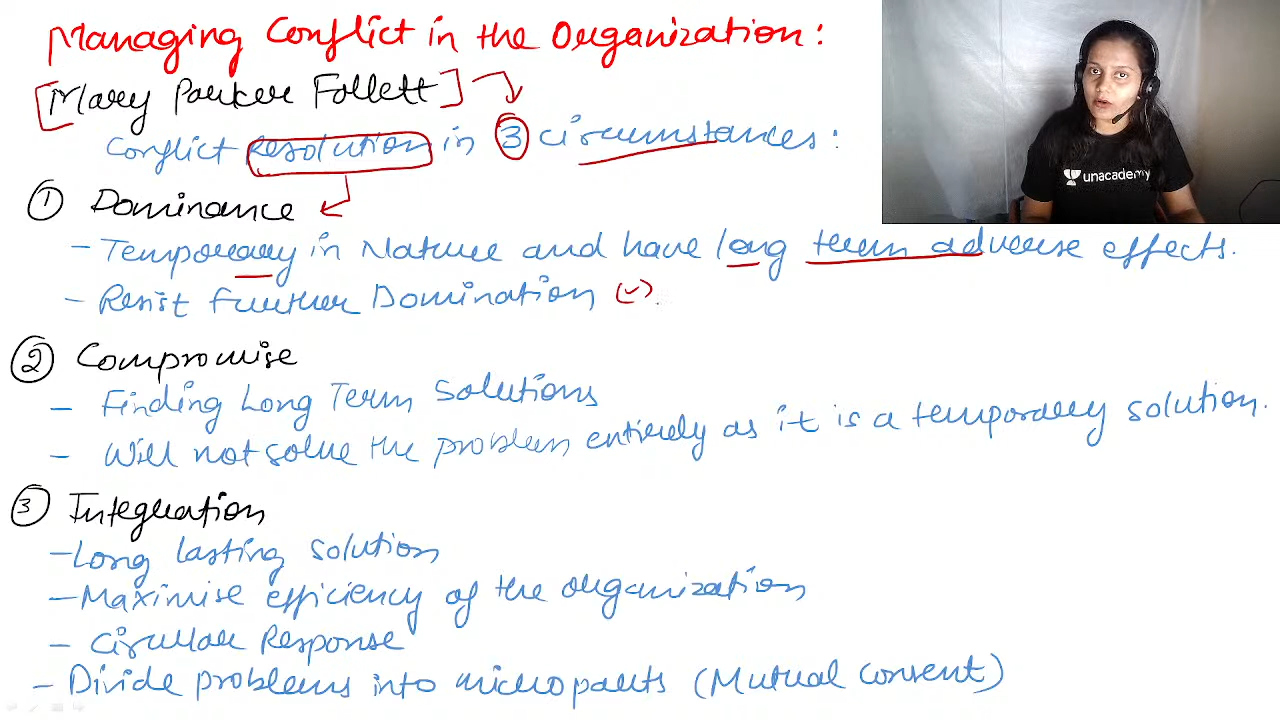 Managing Conflict in the Organization:
[Mary Parker Follett]
Conflict Resolution in 3 Circumstances:
① Dominance
- Temporary in Nature and have long term adverse effects.
- Resist Further Domination
② Compromise
- Finding Long Term Solutions
- Will not solve the problem entirely as it is a temporary solution.
③ Integration
- Long lasting solution
- Maximise efficiency of the organization
- Circular Response
- Divide problems into microparts (Mutual consent)
unacademy